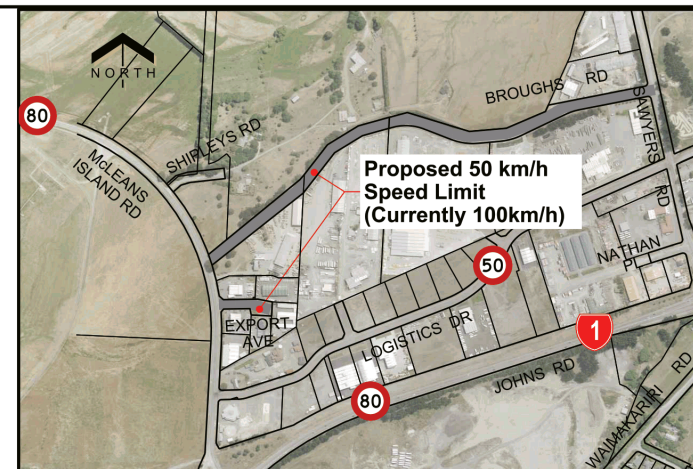 NORTH
80
McLEANS
ISLAND RD
SHIPLEYS RD
BROUGHS RD
SAWYERS
RD
Proposed 50 km/h
Speed Limit
(Currently 100km/h)
50
NATHAN
PL
EXPORT
AVE
LOGISTICS DR
1
80
JOHNS RD
WAIMAKARIRI RD